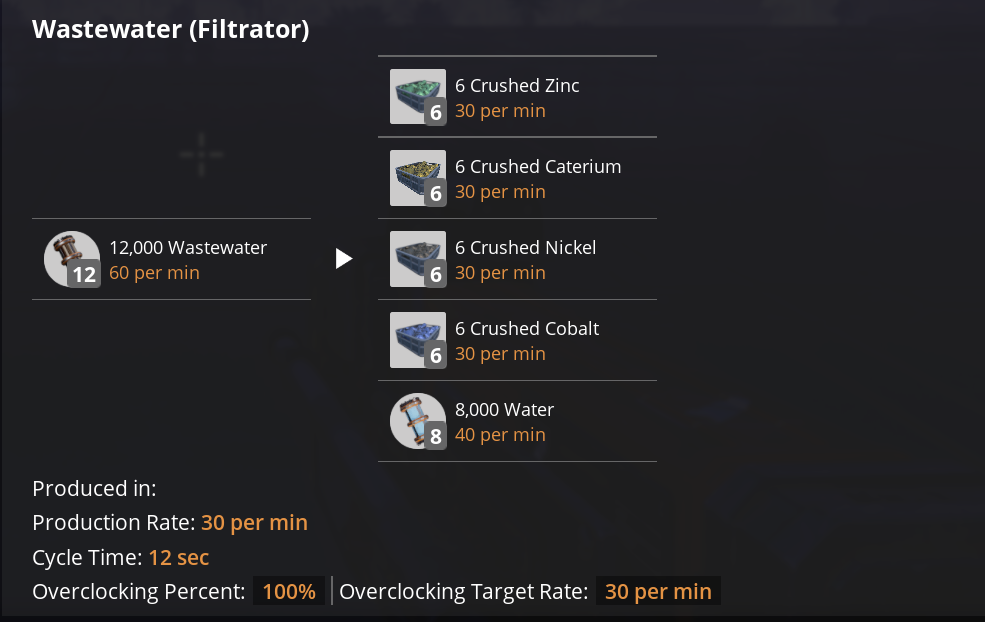 Wastewater (Filtrator)
12,000 Wastewater
12
60 per min
6 Crushed Zinc
6
30 per min
6 Crushed Caterium
6
30 per min
6 Crushed Nickel
6
30 per min
6 Crushed Cobalt
6
30 per min
8,000 Water
8
40 per min
Produced in:
Production Rate: 30 per min
Cycle Time: 12 sec
Overclocking Percent: 100% Overclocking Target Rate: 30 per min